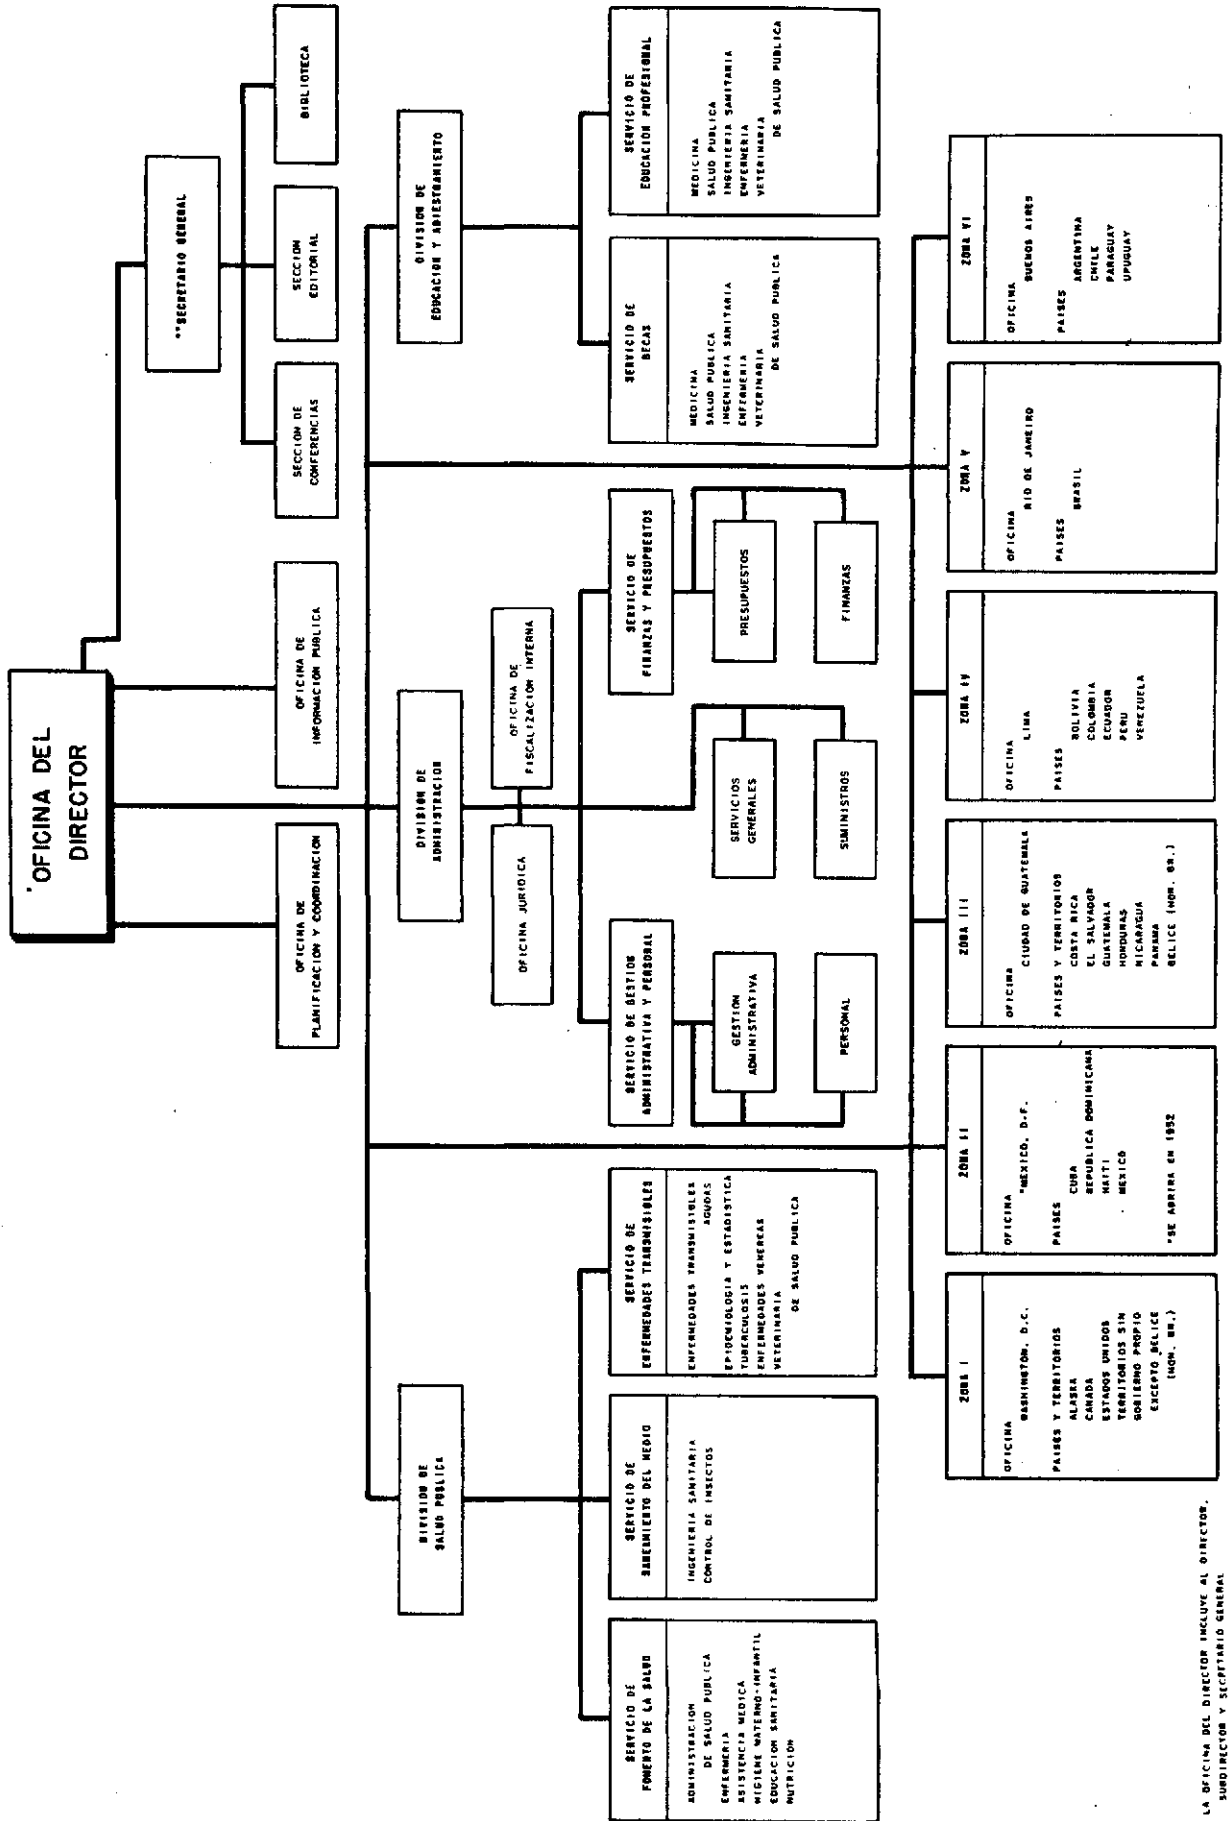 'OFICINA DEL
DIRECTOR
**SECRETARIO GENERAL
OFICINA DE
PLANIFICACION Y COORDINACION
OFICINA DE
INFORMACION PUBLICA
SECCION DE
CONFERENCIAS
SECCION
EDITORIAL
BIBLIOTECA
DIVISION DE
SALUD PUBLICA
DIVISION DE
ADMINISTRACION
DIVISION DE
EDUCACION Y ADIESTRAMIENTO
OFICINA JURIDICA
OFICINA DE
FISCALIZACION INTERNA
SERVICIO DE
FOMENTO DE LA SALUD
ADMINISTRACION
DE SALUD PUBLICA
ENFERMERIA
ASISTENCIA MEDICA
HIGIENE MATERNO-INFANTIL
EDUCACION SANITARIA
NUTRICION
SERVICIO DE
SANEAMIENTO DEL MEDIO
INGENIERIA SANITARIA
CONTROL DE INSECTOS
SERVICIO DE
ENFERMEDADES TRANSMISIBLES
ENFERMEDADES TRANSMISIBLES
AGUDAS
EPIDEMIOLOGIA Y ESTADISTICA
TUBERCULOSIS
ENFERMEDADES VENEREAS
VETERINARIA
DE SALUD PUBLICA
SERVICIO DE GESTION
ADMINISTRATIVA Y PERSONAL
GESTION
ADMINISTRATIVA
PERSONAL
SERVICIOS
GENERALES
SUMINISTROS
SERVICIO DE
FINANZAS Y PRESUPUESTOS
PRESUPUESTOS
FINANZAS
SERVICIO DE
BECAS
MEDICINA
SALUD PUBLICA
INGENIERIA SANITARIA
ENFERMERIA
VETERINARIA
DE SALUD PUBLICA
SERVICIO DE
EDUCACION PROFESIONAL
MEDICINA
SALUD PUBLICA
INGENIERIA SANITARIA
ENFERMERIA
VETERINARIA
DE SALUD PUBLICA
ZONA I
OFICINA
WASHINGTON, D.C.
PAISES Y TERRITORIOS
ALASKA
CANADA
ESTADOS UNIDOS
TERRITORIOS SIN
GOBIERNO PROPIO
EXCEPTO BELICE
(HON. BR.)
ZONA II
OFICINA
*MEXICO, D.F.
PAISES
CUBA
REPUBLICA DOMINICANA
HAITI
MEXICO
*SE ABRIRA EN 1952
ZONA III
OFICINA
CIUDAD DE GUATEMALA
PAISES Y TERRITORIOS
COSTA RICA
EL SALVADOR
GUATEMALA
HONDURAS
NICARAGUA
PANAMA
BELICE (HON. BR.)
ZONA IV
OFICINA
LIMA
PAISES
BOLIVIA
COLOMBIA
ECUADOR
PERU
VENEZUELA
ZONA V
OFICINA
RIO DE JANEIRO
PAISES
BRASIL
ZONA VI
OFICINA
BUENOS AIRES
PAISES
ARGENTINA
CHILE
PARAGUAY
UPUGUAY
LA OFICINA DEL DIRECTOR INCLUYE AL DIRECTOR,
SUBDIRECTOR Y SECRETARIO GENERAL